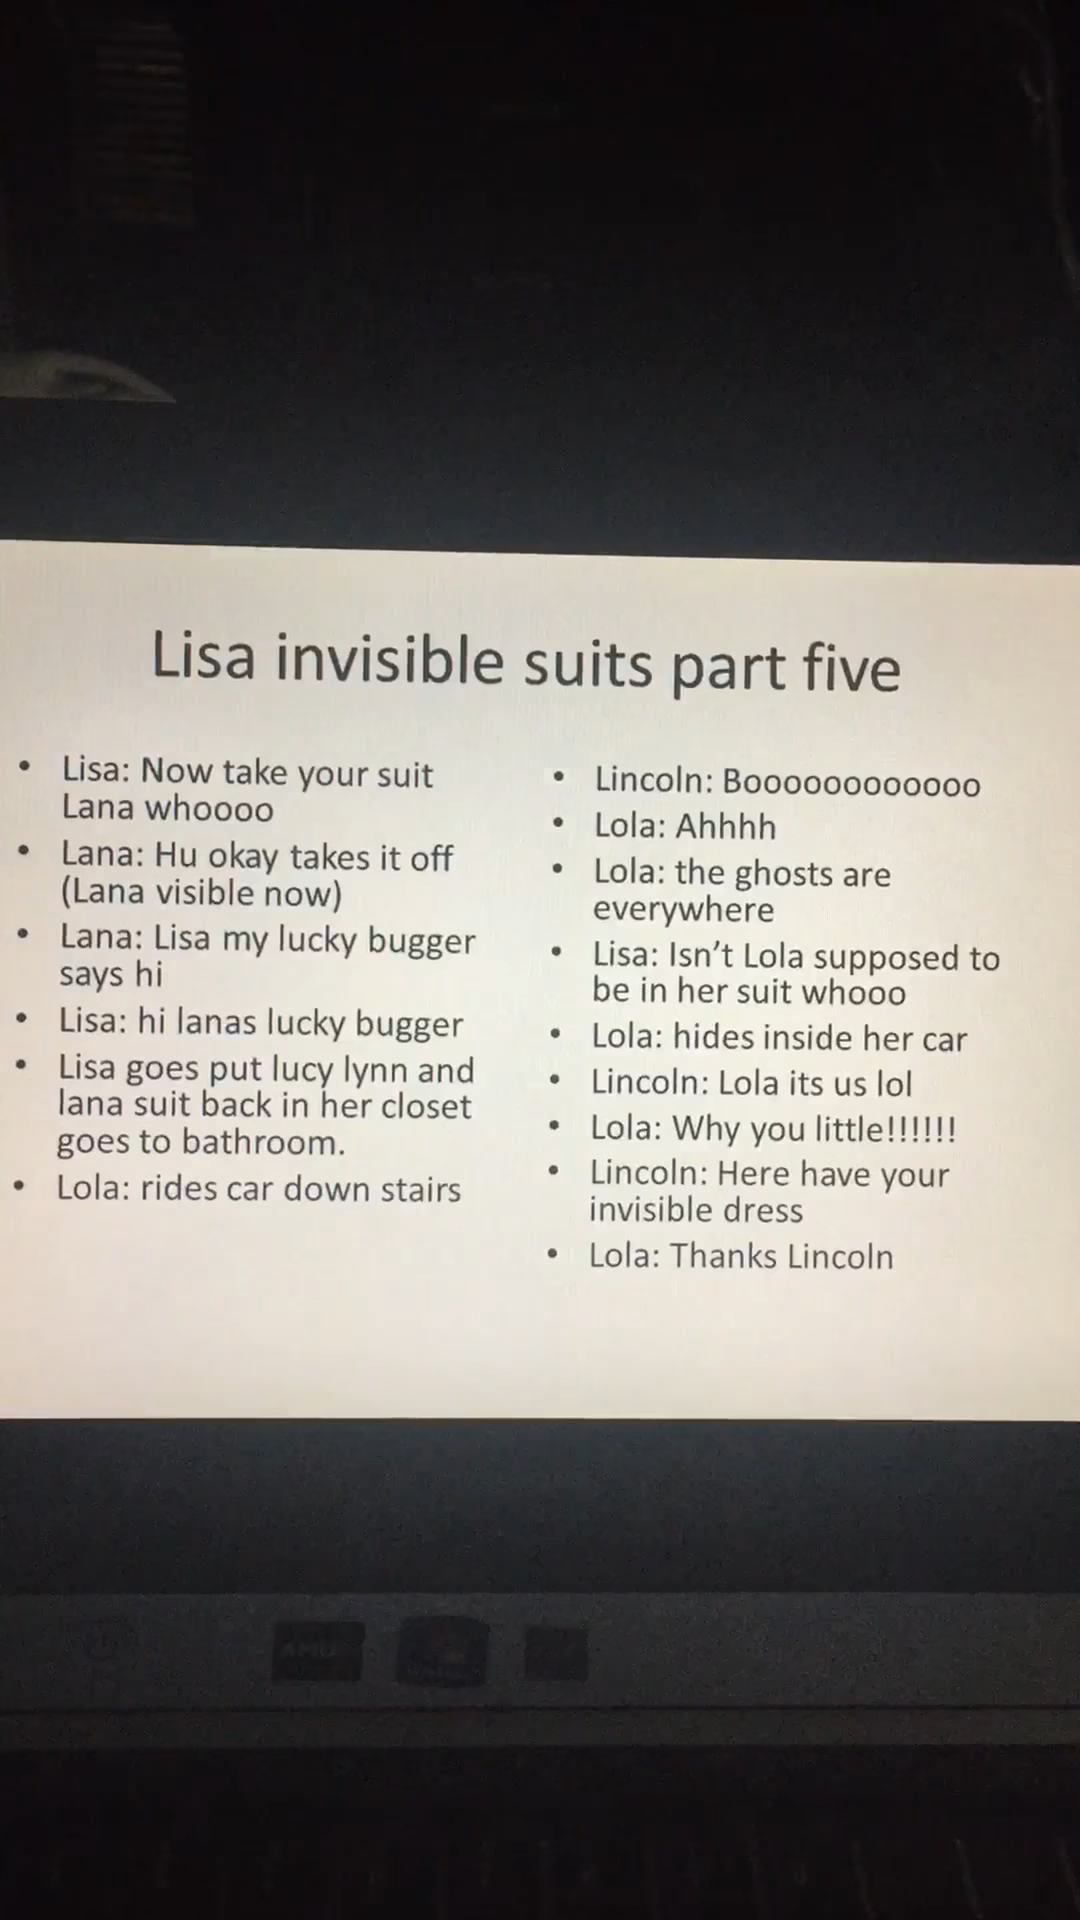 Lisa invisible suits part five
• Lisa: Now take your suit
Lana whoooo
• Lana: Hu okay takes it off
(Lana visible now)
• Lana: Lisa my lucky bugger
says hi
• Lisa: hi lanas lucky bugger
• Lisa goes put lucy lynn and
lana suit back in her closet
goes to bathroom.
• Lola: rides car down stairs
• Lincoln: Boooooooooooo
• Lola: Ahhhh
• Lola: the ghosts are
everywhere
• Lisa: Isn’t Lola supposed to
be in her suit whooo
• Lola: hides inside her car
• Lincoln: Lola its us lol
• Lola: Why you little!!!!!!
• Lincoln: Here have your
invisible dress
• Lola: Thanks Lincoln